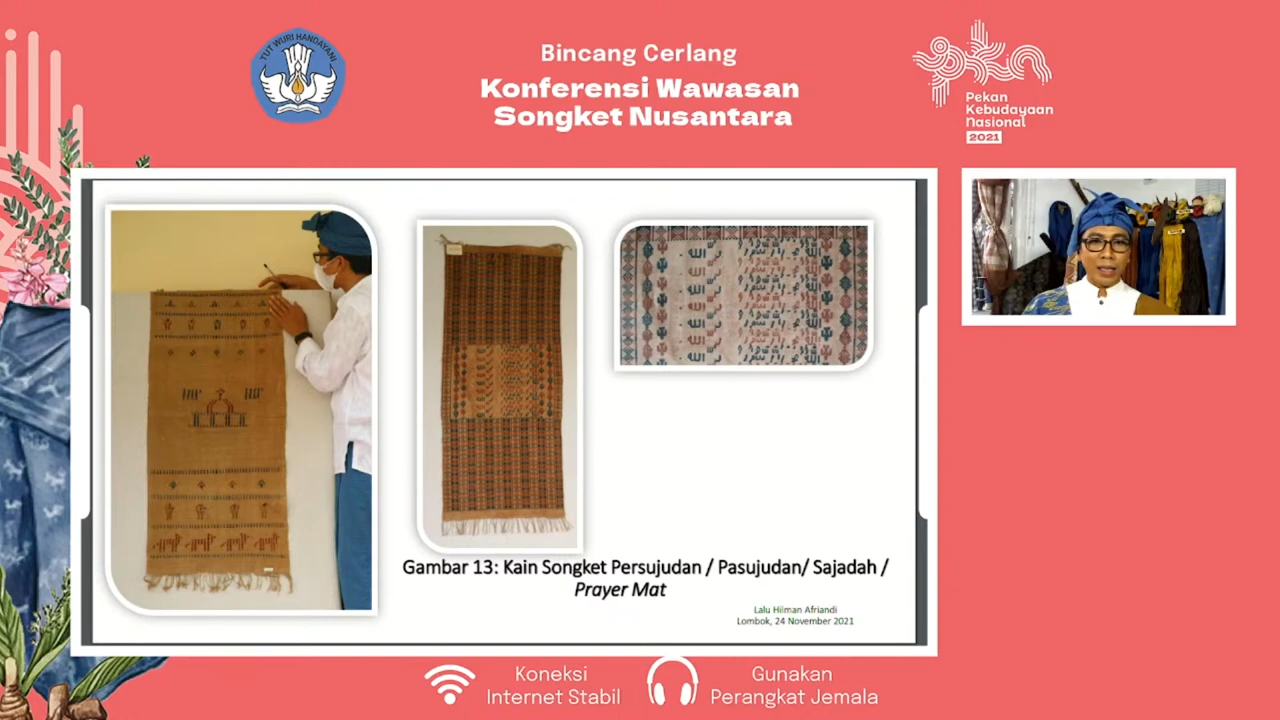 TUT WURI HANDAYANI
Bincang Cerlang
Konferensi Wawasan
Songket Nusantara
pkn
Pekan
Kebudayaan
Nasional
2021
Gambar 13: Kain Songket Persujudan / Pasujudan/ Sajadah /
Prayer Mat
Lalu Hilman Afriandi
Lombok, 24 November 2021
Koneksi
Internet Stabil
Gunakan
Perangkat Jemala